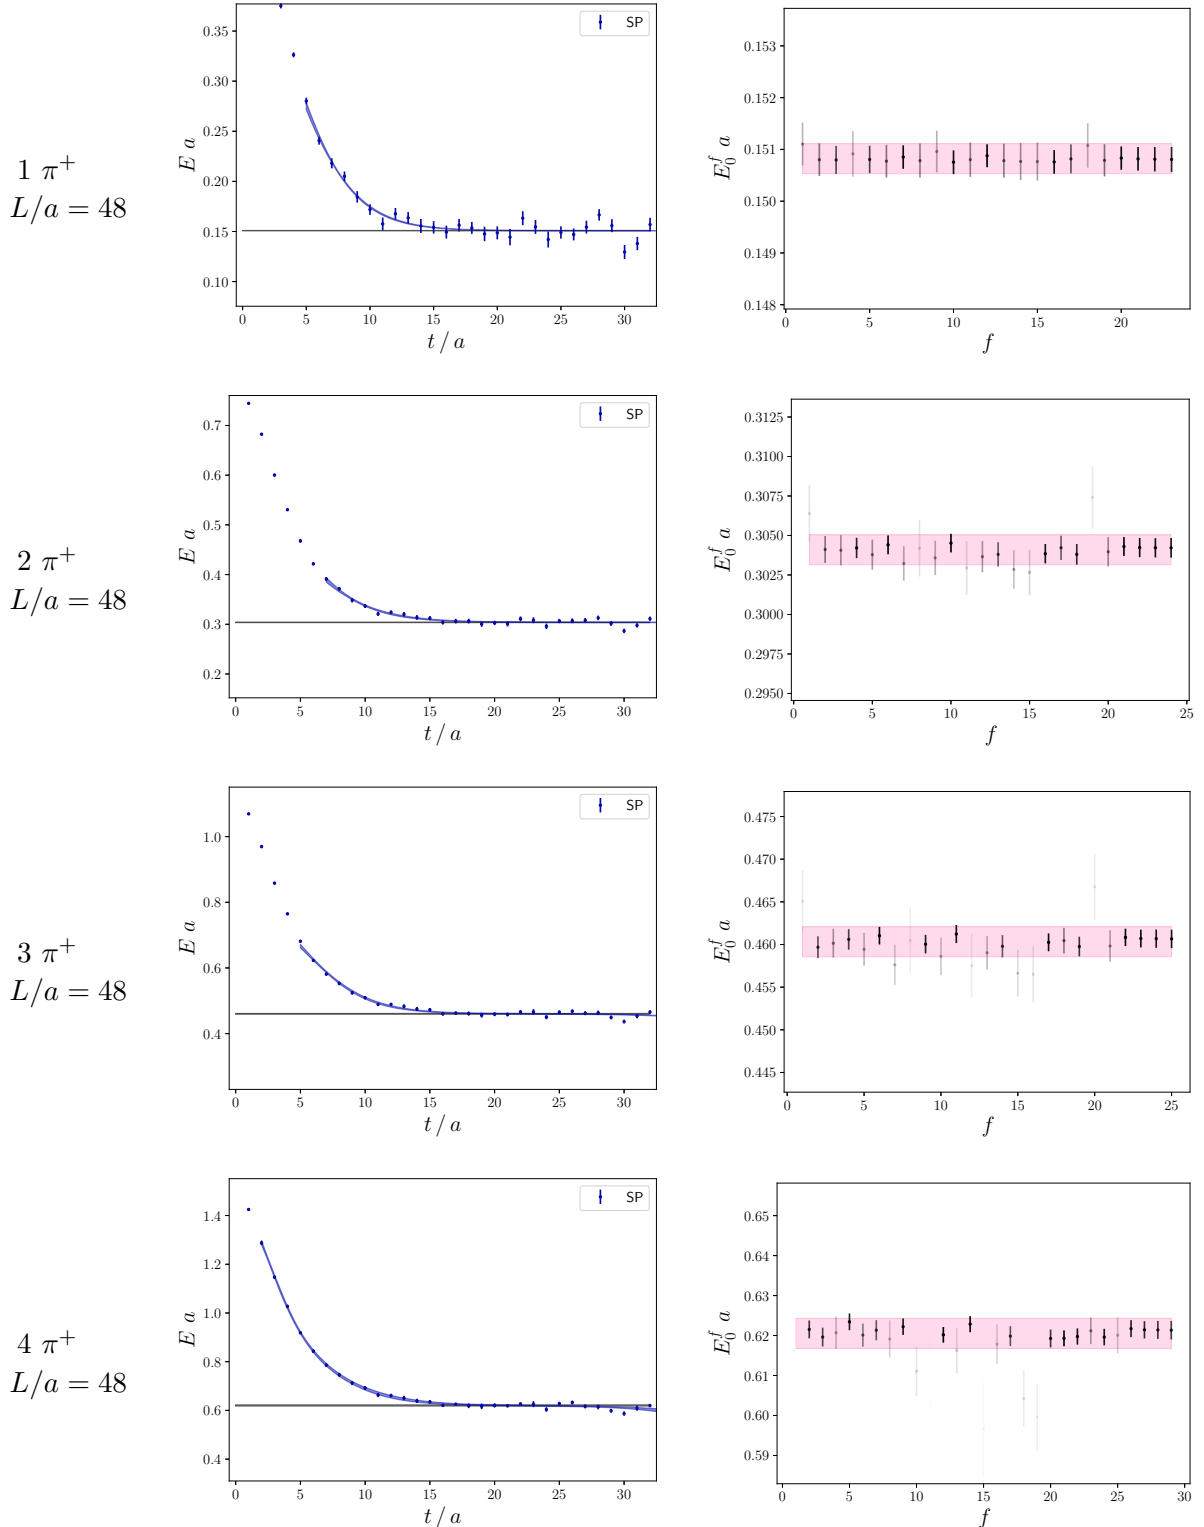 1 π⁺
L/a = 48
0.35
0.30
0.25
0.20
0.15
0.10
E a
SP
0 5 10 15 20 25 30
t / a
0.153
0.152
0.151
0.150
0.149
0.148
E₀ᶠ a
0 5 10 15 20
f
2 π⁺
L/a = 48
0.7
0.6
0.5
0.4
0.3
0.2
E a
SP
0 5 10 15 20 25 30
t / a
0.3125
0.3100
0.3075
0.3050
0.3025
0.3000
0.2975
0.2950
E₀ᶠ a
0 5 10 15 20 25
f
3 π⁺
L/a = 48
1.0
0.8
0.6
0.4
E a
SP
0 5 10 15 20 25 30
t / a
0.475
0.470
0.465
0.460
0.455
0.450
0.445
E₀ᶠ a
0 5 10 15 20 25
f
4 π⁺
L/a = 48
1.4
1.2
1.0
0.8
0.6
0.4
E a
SP
0 5 10 15 20 25 30
t / a
0.65
0.64
0.63
0.62
0.61
0.60
0.59
E₀ᶠ a
0 5 10 15 20 25 30
f